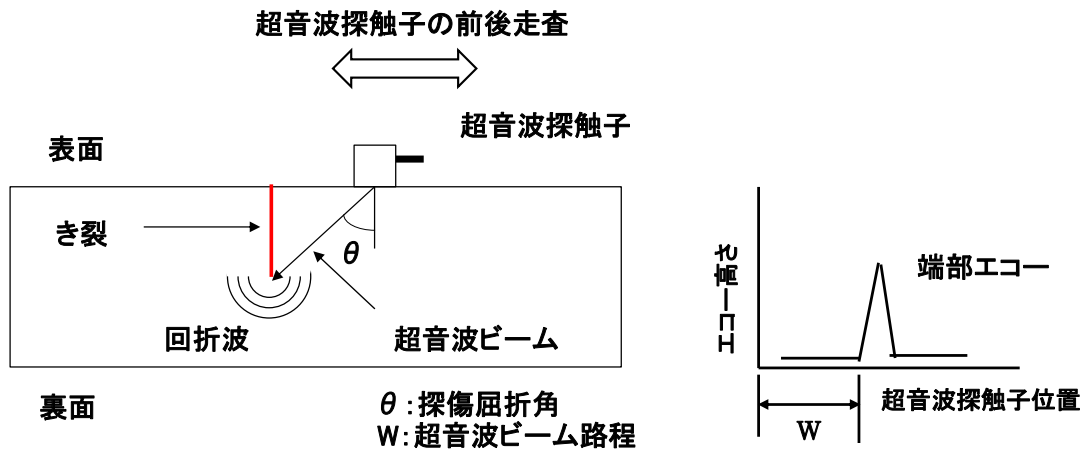 超音波探触子の前後走査
超音波探触子
表面
き裂
θ
回折波
超音波ビーム
裏面
θ：探傷屈折角
W：超音波ビーム路程
エコー高さ
端部エコー
超音波探触子位置
W